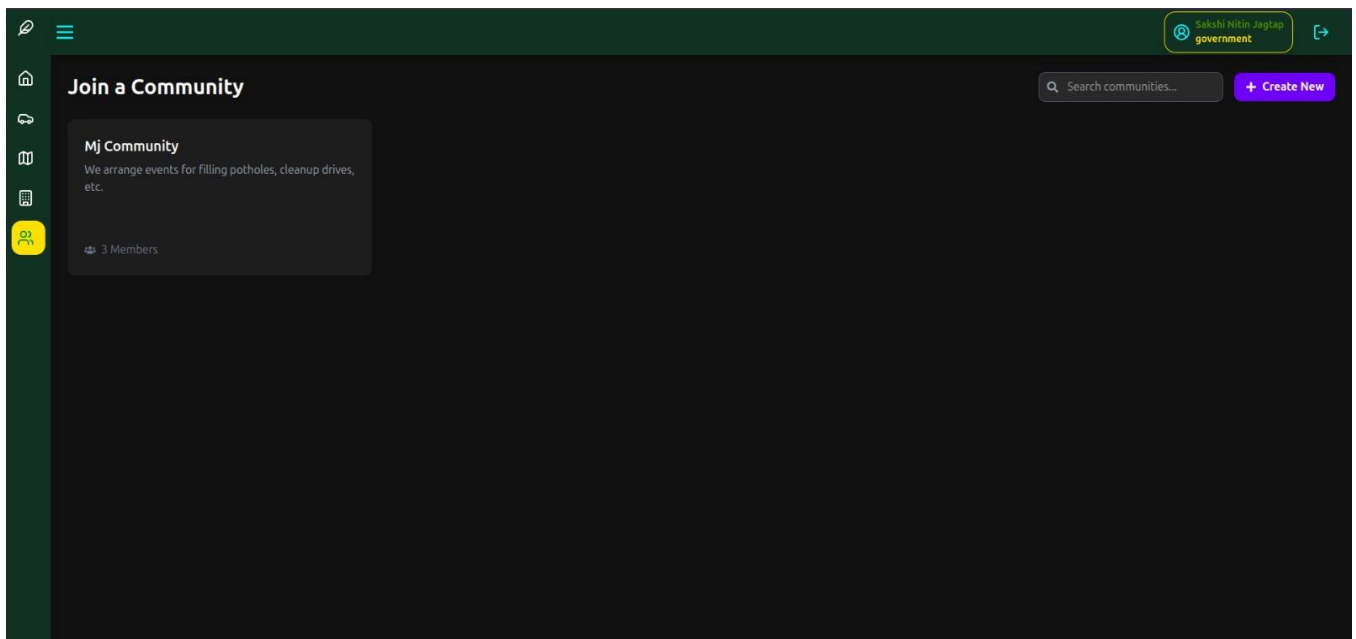 Sakshi Nitin Jagtap
government
Join a Community
Search communities...
+ Create New
Mj Community
We arrange events for filling potholes, cleanup drives,
etc.
3 Members